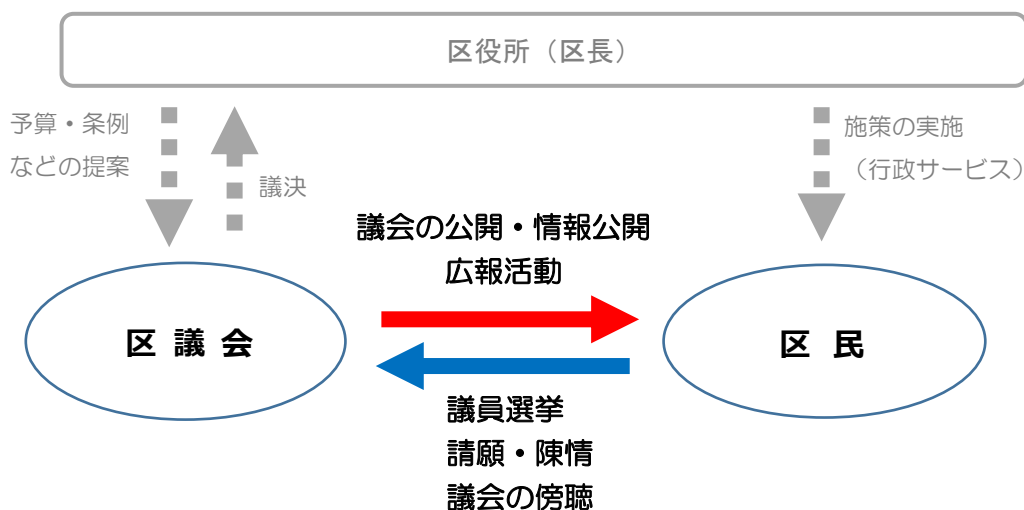 区役所（区長）
予算・条例
などの提案
議決
施策の実施
（行政サービス）
議会の公開・情報公開
広報活動
区 議 会
区 民
議員選挙
請願・陳情
議会の傍聴